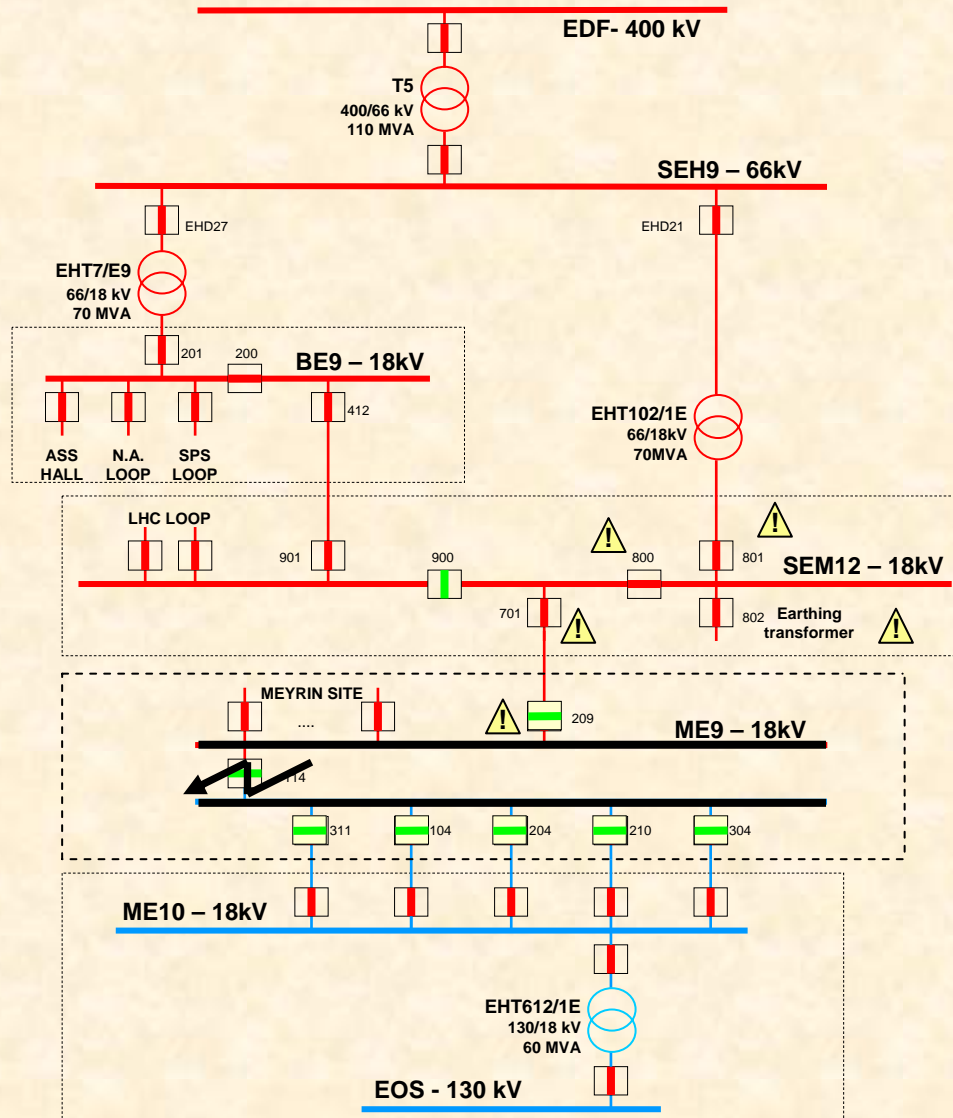 EDF- 400 kV
T5
400/66 kV
110 MVA
SEH9 – 66kV
EHD27
EHD21
EHT7/E9
66/18 kV
70 MVA
201
200
BE9 – 18kV
412
ASS
HALL
N.A.
LOOP
SPS
LOOP
EHT102/1E
66/18kV
70MVA
LHC LOOP
901
900
!
800
!
801
SEM12 – 18kV
701
!
802
Earthing
transformer
!
MEYRIN SITE
....
!
209
ME9 – 18kV
311
104
204
210
304
ME10 – 18kV
EHT612/1E
130/18 kV
60 MVA
EOS - 130 kV